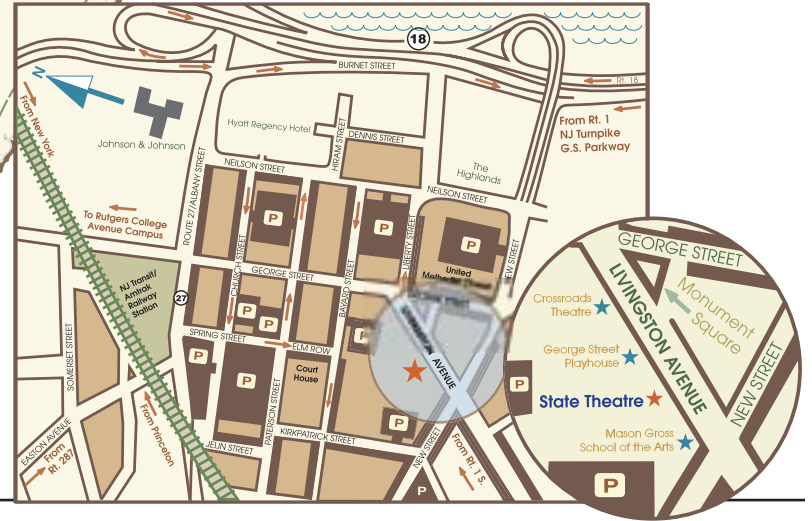 18
BURNET STREET
Rt. 18
N
From New York
Johnson & Johnson
Hyatt Regency Hotel
HIRAM STREET
DENNIS STREET
From Rt. 1
NJ Turnpike
G.S. Parkway
The
Highlands
NEILSON STREET
NEILSON STREET
ROUTE 27/ALBANY STREET
To Rutgers College
Avenue Campus
P
P
P
CHURCH STREET
LIBERTY STREET
NEW STREET
United
Methodist Church
GEORGE STREET
BAYARD STREET
NJ Transit/
Amtrak
Railway
Station
27
P
P
P
SPRING STREET
ELM ROW
P
P
Court
House
AVENUE
SOMERSET STREET
PATERSON STREET
KIRKPATRICK STREET
P
P
JELIN STREET
NEW STREET
EASTON AVENUE
From
Rt. 287
From Princeton
From Rt. 1 S.
P
GEORGE STREET
LIVINGSTON AVENUE
Monument
Square
NEW STREET
Crossroads
Theatre
George Street
Playhouse
State Theatre
Mason Gross
School of the Arts
P